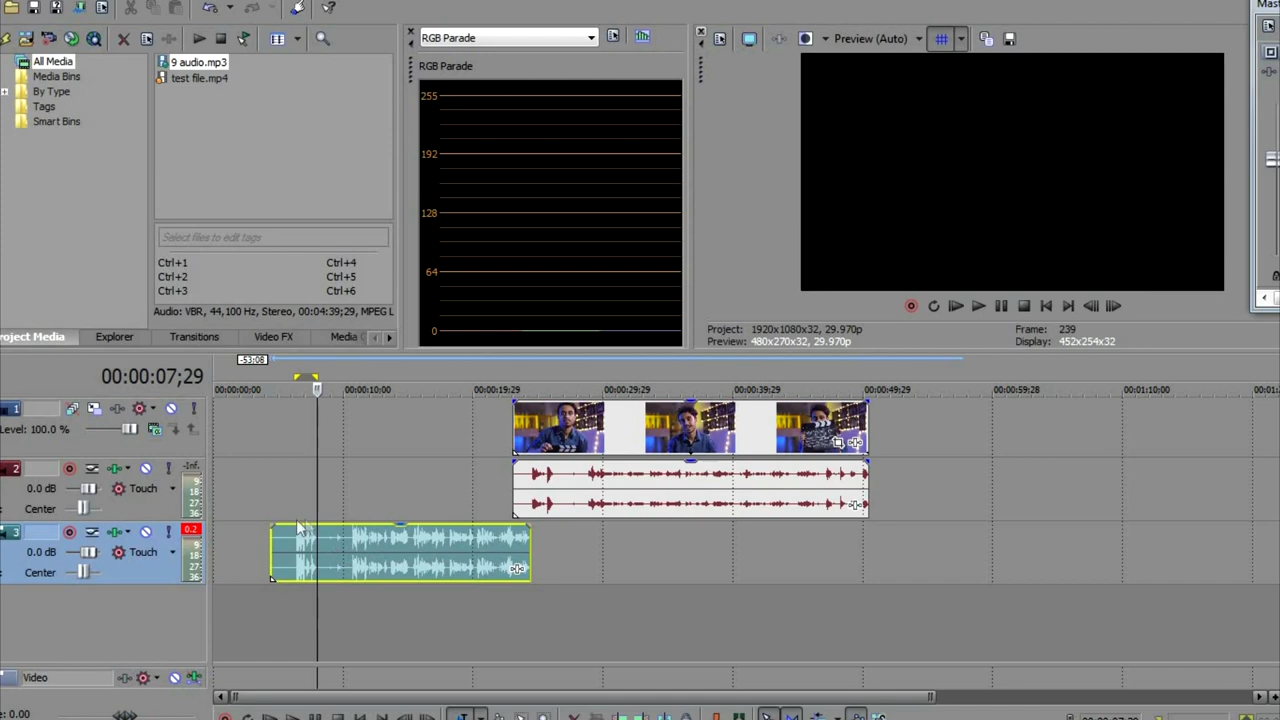 Mast
RGB Parade
Preview (Auto)
All Media
Media Bins
By Type
Tags
Smart Bins
9 audio.mp3
test file.mp4
RGB Parade
255
192
128
64
0
Select files to edit tags
Ctrl+1
Ctrl+4
Ctrl+2
Ctrl+5
Ctrl+3
Ctrl+6
Audio: VBR, 44,100 Hz, Stereo, 00:04:39;29, MPEG L
roject Media
Explorer
Transitions
Video FX
Media
Project: 1920x1080x32, 29.970p
Preview: 480x270x32, 29.970p
Frame: 239
Display: 452x254x32
-53:08
00:00:07;29
00:00:00;00
00:00:10;00
00:00:19;29
00:00:29;29
00:00:39;29
00:00:49;29
00:00:59;28
00:01:10;00
00:01:
1
Level: 100.0 %
2
-Inf.
0.0 dB
Touch
Center
9
18
27
36
3
0.2
0.0 dB
Touch
Center
9
18
27
36
Video
: 0.00